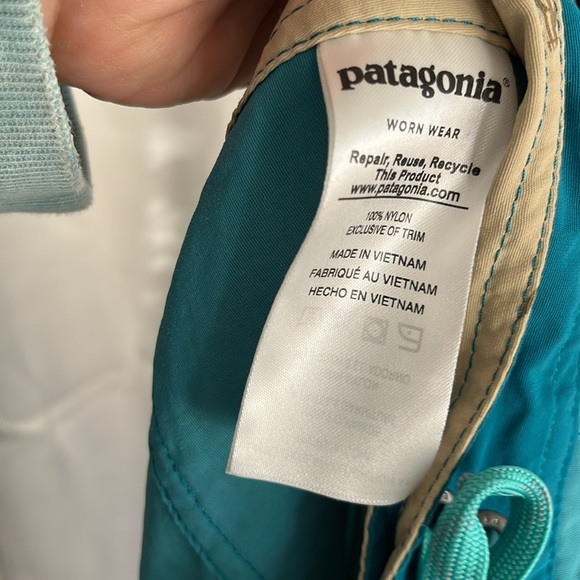 patagonia®
WORN WEAR
Repair, Reuse, Recycle
This Product
www.patagonia.com
100% NYLON
EXCLUSIVE OF TRIM
MADE IN VIETNAM
FABRIQUÉ AU VIETNAM
HECHO EN VIETNAM